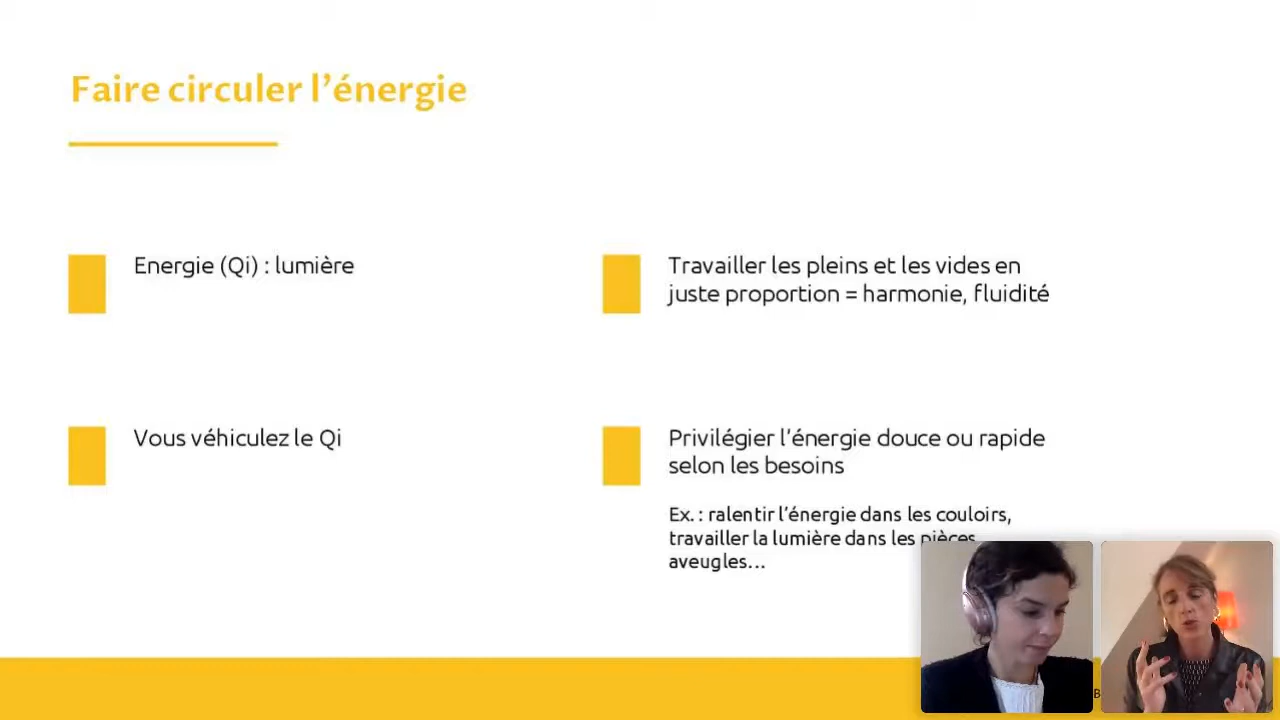 Faire circuler l’énergie
Energie (Qi) : lumière
Travailler les pleins et les vides en
juste proportion = harmonie, fluidité
Vous véhiculez le Qi
Privilégier l’énergie douce ou rapide
selon les besoins
Ex. : ralentir l’énergie dans les couloirs,
travailler la lumière dans les pièces
aveugles…